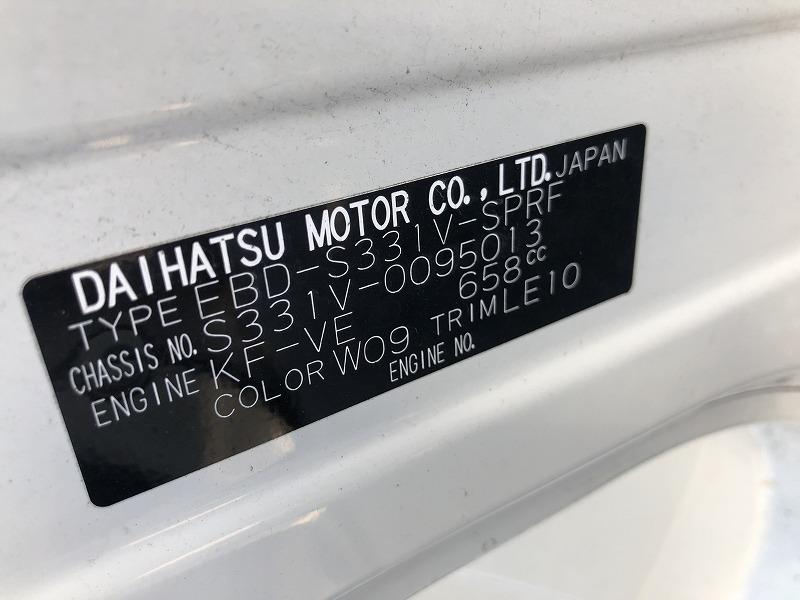 DAIHATSU MOTOR CO., LTD. JAPAN
TYPE EBD-S331V-SPRF
CHASSIS NO. S331V-0095013
ENGINE KF-VE 658cc
COLOR W09 TRIM LE10
ENGINE NO.